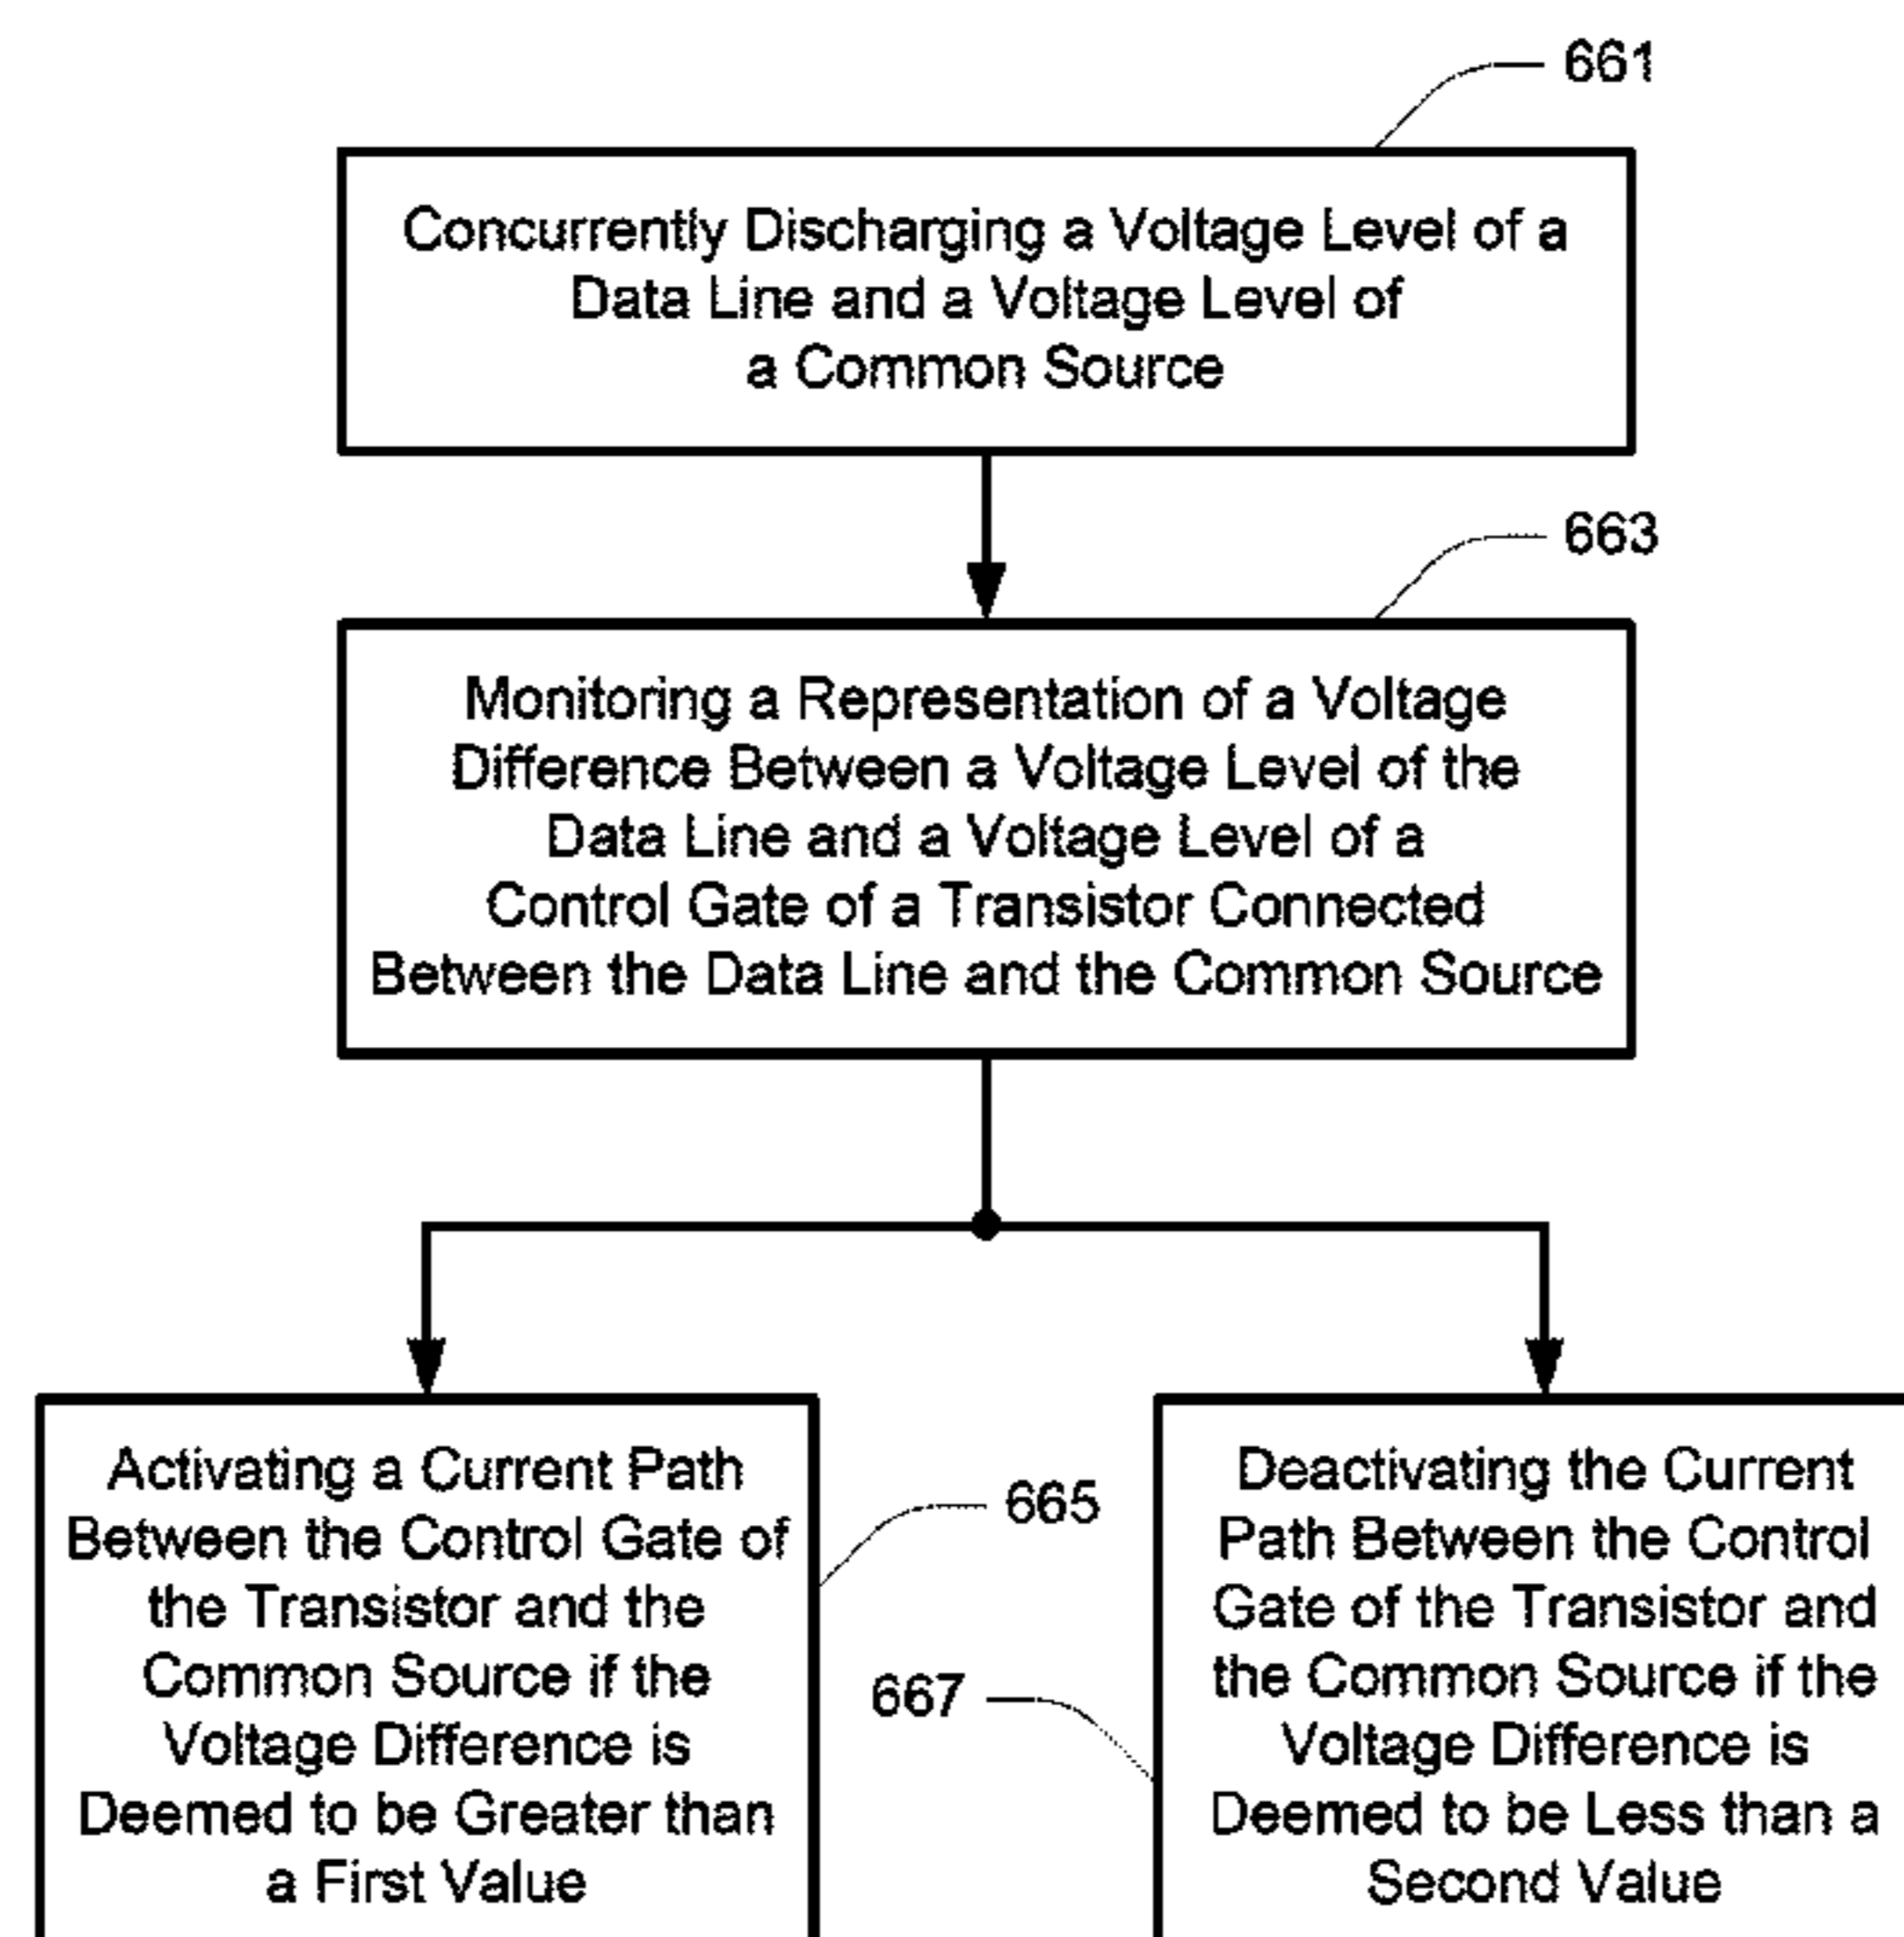 661
Concurrently Discharging a Voltage Level of a
Data Line and a Voltage Level of
a Common Source
663
Monitoring a Representation of a Voltage
Difference Between a Voltage Level of the
Data Line and a Voltage Level of a
Control Gate of a Transistor Connected
Between the Data Line and the Common Source
Activating a Current Path
Between the Control Gate of
the Transistor and the
Common Source if the
Voltage Difference is
Deemed to be Greater than
a First Value
665
667
Deactivating the Current
Path Between the Control
Gate of the Transistor and
the Common Source if the
Voltage Difference is
Deemed to be Less than a
Second Value